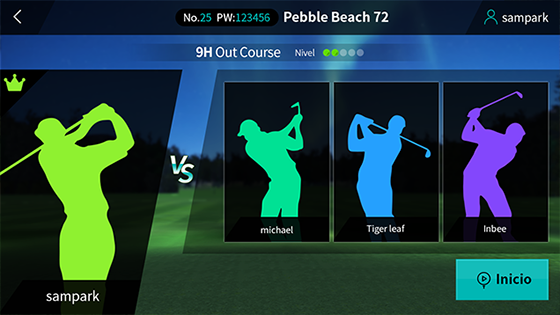 No.25 PW:123456 Pebble Beach 72 sampark
9H Out Course Nivel
VS
michael Tiger leaf Inbee
sampark
Inicio